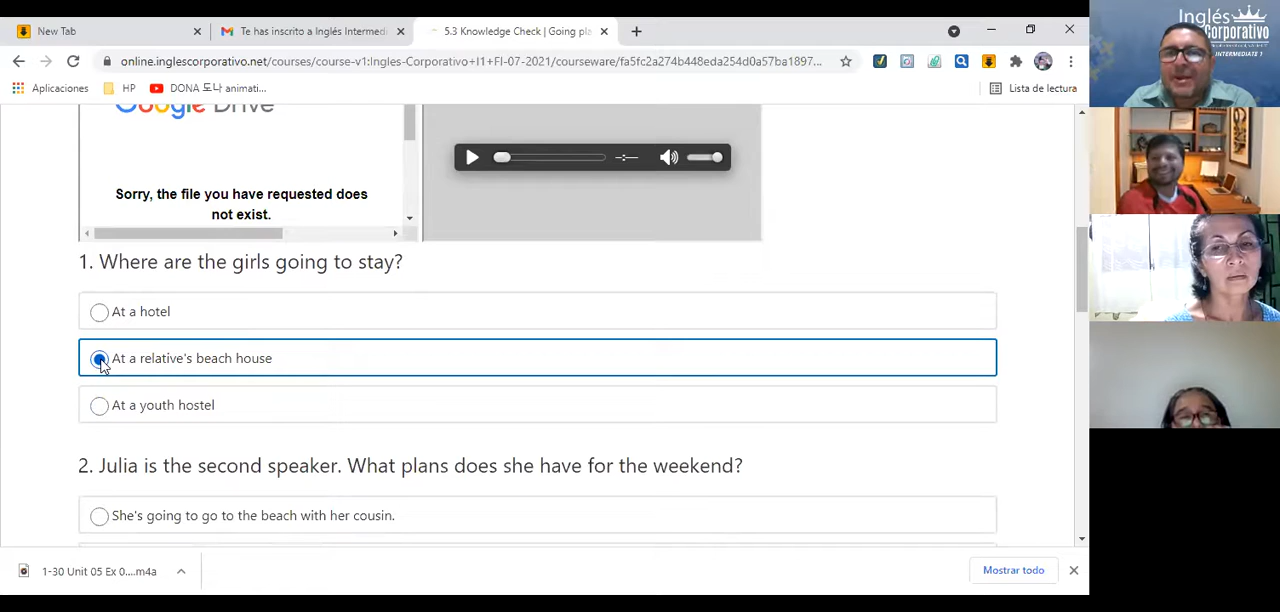 New Tab
Te has inscrito a Inglés Intermedi
5.3 Knowledge Check | Going pla
online.inglescorporativo.net/courses/course-v1:Ingles-Corporativo+I1+FI-07-2021/courseware/fa5fc2a274b448eda254d0a57ba1897...
Aplicaciones
HP
DONA 도나 animati...
Lista de lectura
Google Drive
Sorry, the file you have requested does
not exist.
-:--
1. Where are the girls going to stay?
At a hotel
At a relative's beach house
At a youth hostel
2. Julia is the second speaker. What plans does she have for the weekend?
She's going to go to the beach with her cousin.
1-30 Unit 05 Ex 0....m4a
Mostrar todo
Inglés
Corporativo
INTERMEDIATE 1